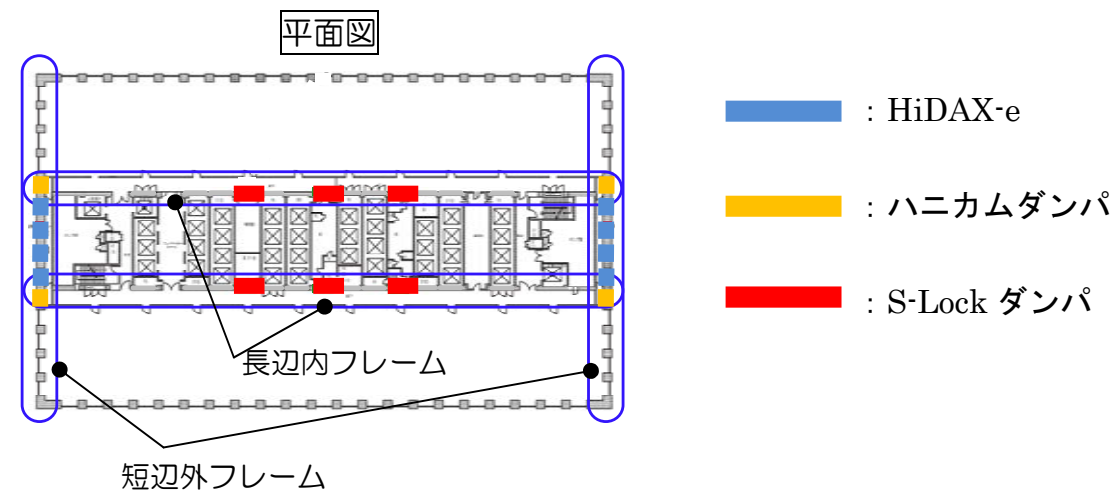 平面図
: HiDAX-e
: ハニカムダンパ
: S-Lock ダンパ
長辺内フレーム
短辺外フレーム